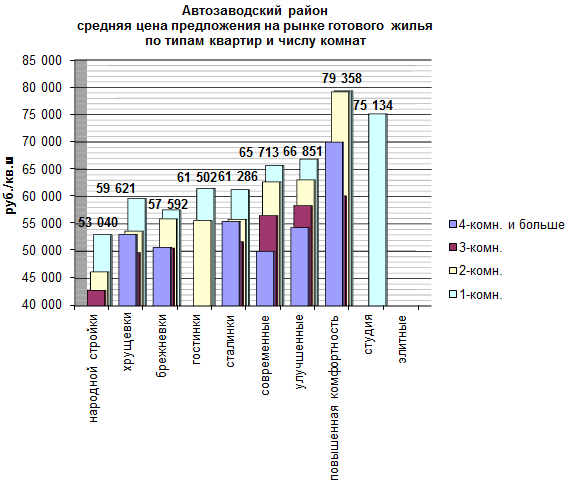 Автозаводский район
средняя цена предложения на рынке готового жилья
по типам квартир и числу комнат
руб./кв.м
85 000
80 000
75 000
70 000
65 000
60 000
55 000
50 000
45 000
40 000
53 040
59 621
57 592
61 502
61 286
65 713
66 851
79 358
75 134
народной стройки
хрущевки
брежневки
гостинки
сталинки
современные
улучшенные
повышенная комфортность
студия
элитные
4-комн. и больше
3-комн.
2-комн.
1-комн.